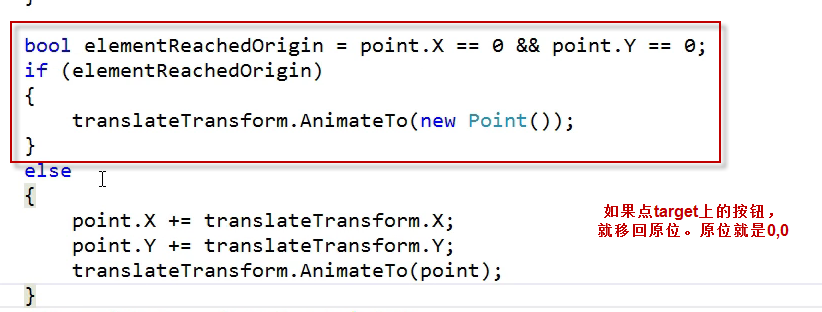 }
bool elementReachedOrigin = point.X == 0 && point.Y == 0;
if (elementReachedOrigin)
{
translateTransform.AnimateTo(new Point());
}
else
{
point.X += translateTransform.X;
point.Y += translateTransform.Y;
translateTransform.AnimateTo(point);
}
如果点target上的按钮，
就移回原位。原位就是0,0